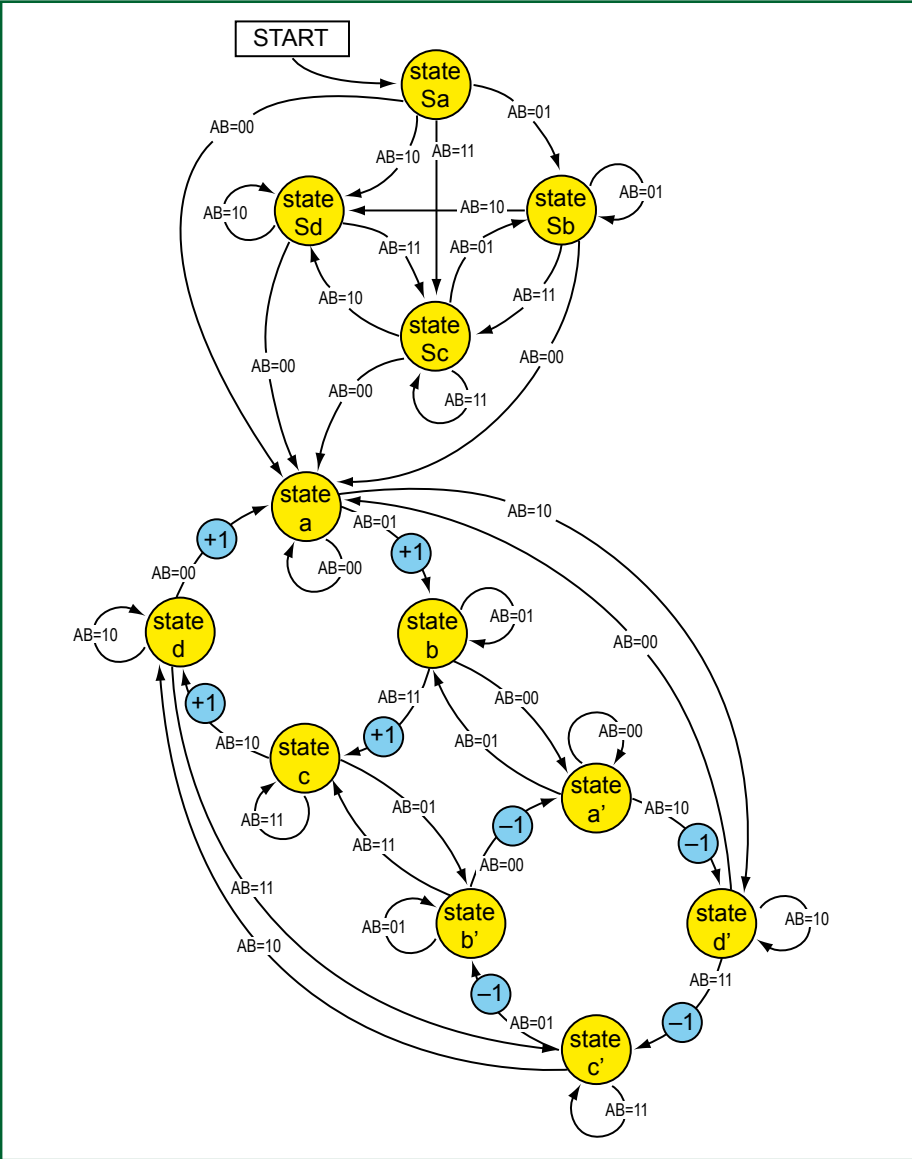 START
state
Sa
AB=00
AB=01
AB=10
AB=11
state
Sd
AB=10
AB=10
state
Sb
AB=01
AB=11
AB=01
AB=10
AB=11
state
Sc
AB=00
AB=00
AB=00
AB=11
state
a
AB=10
AB=01
+1
+1
AB=00
AB=00
state
d
AB=10
state
b
AB=01
AB=00
+1
AB=11
AB=00
+1
AB=10
AB=01
AB=00
state
c
state
a’
AB=11
AB=01
AB=10
–1
–1
AB=11
AB=00
AB=11
AB=01
state
b’
state
d’
AB=10
AB=10
AB=11
–1
–1
AB=01
state
c’
AB=11